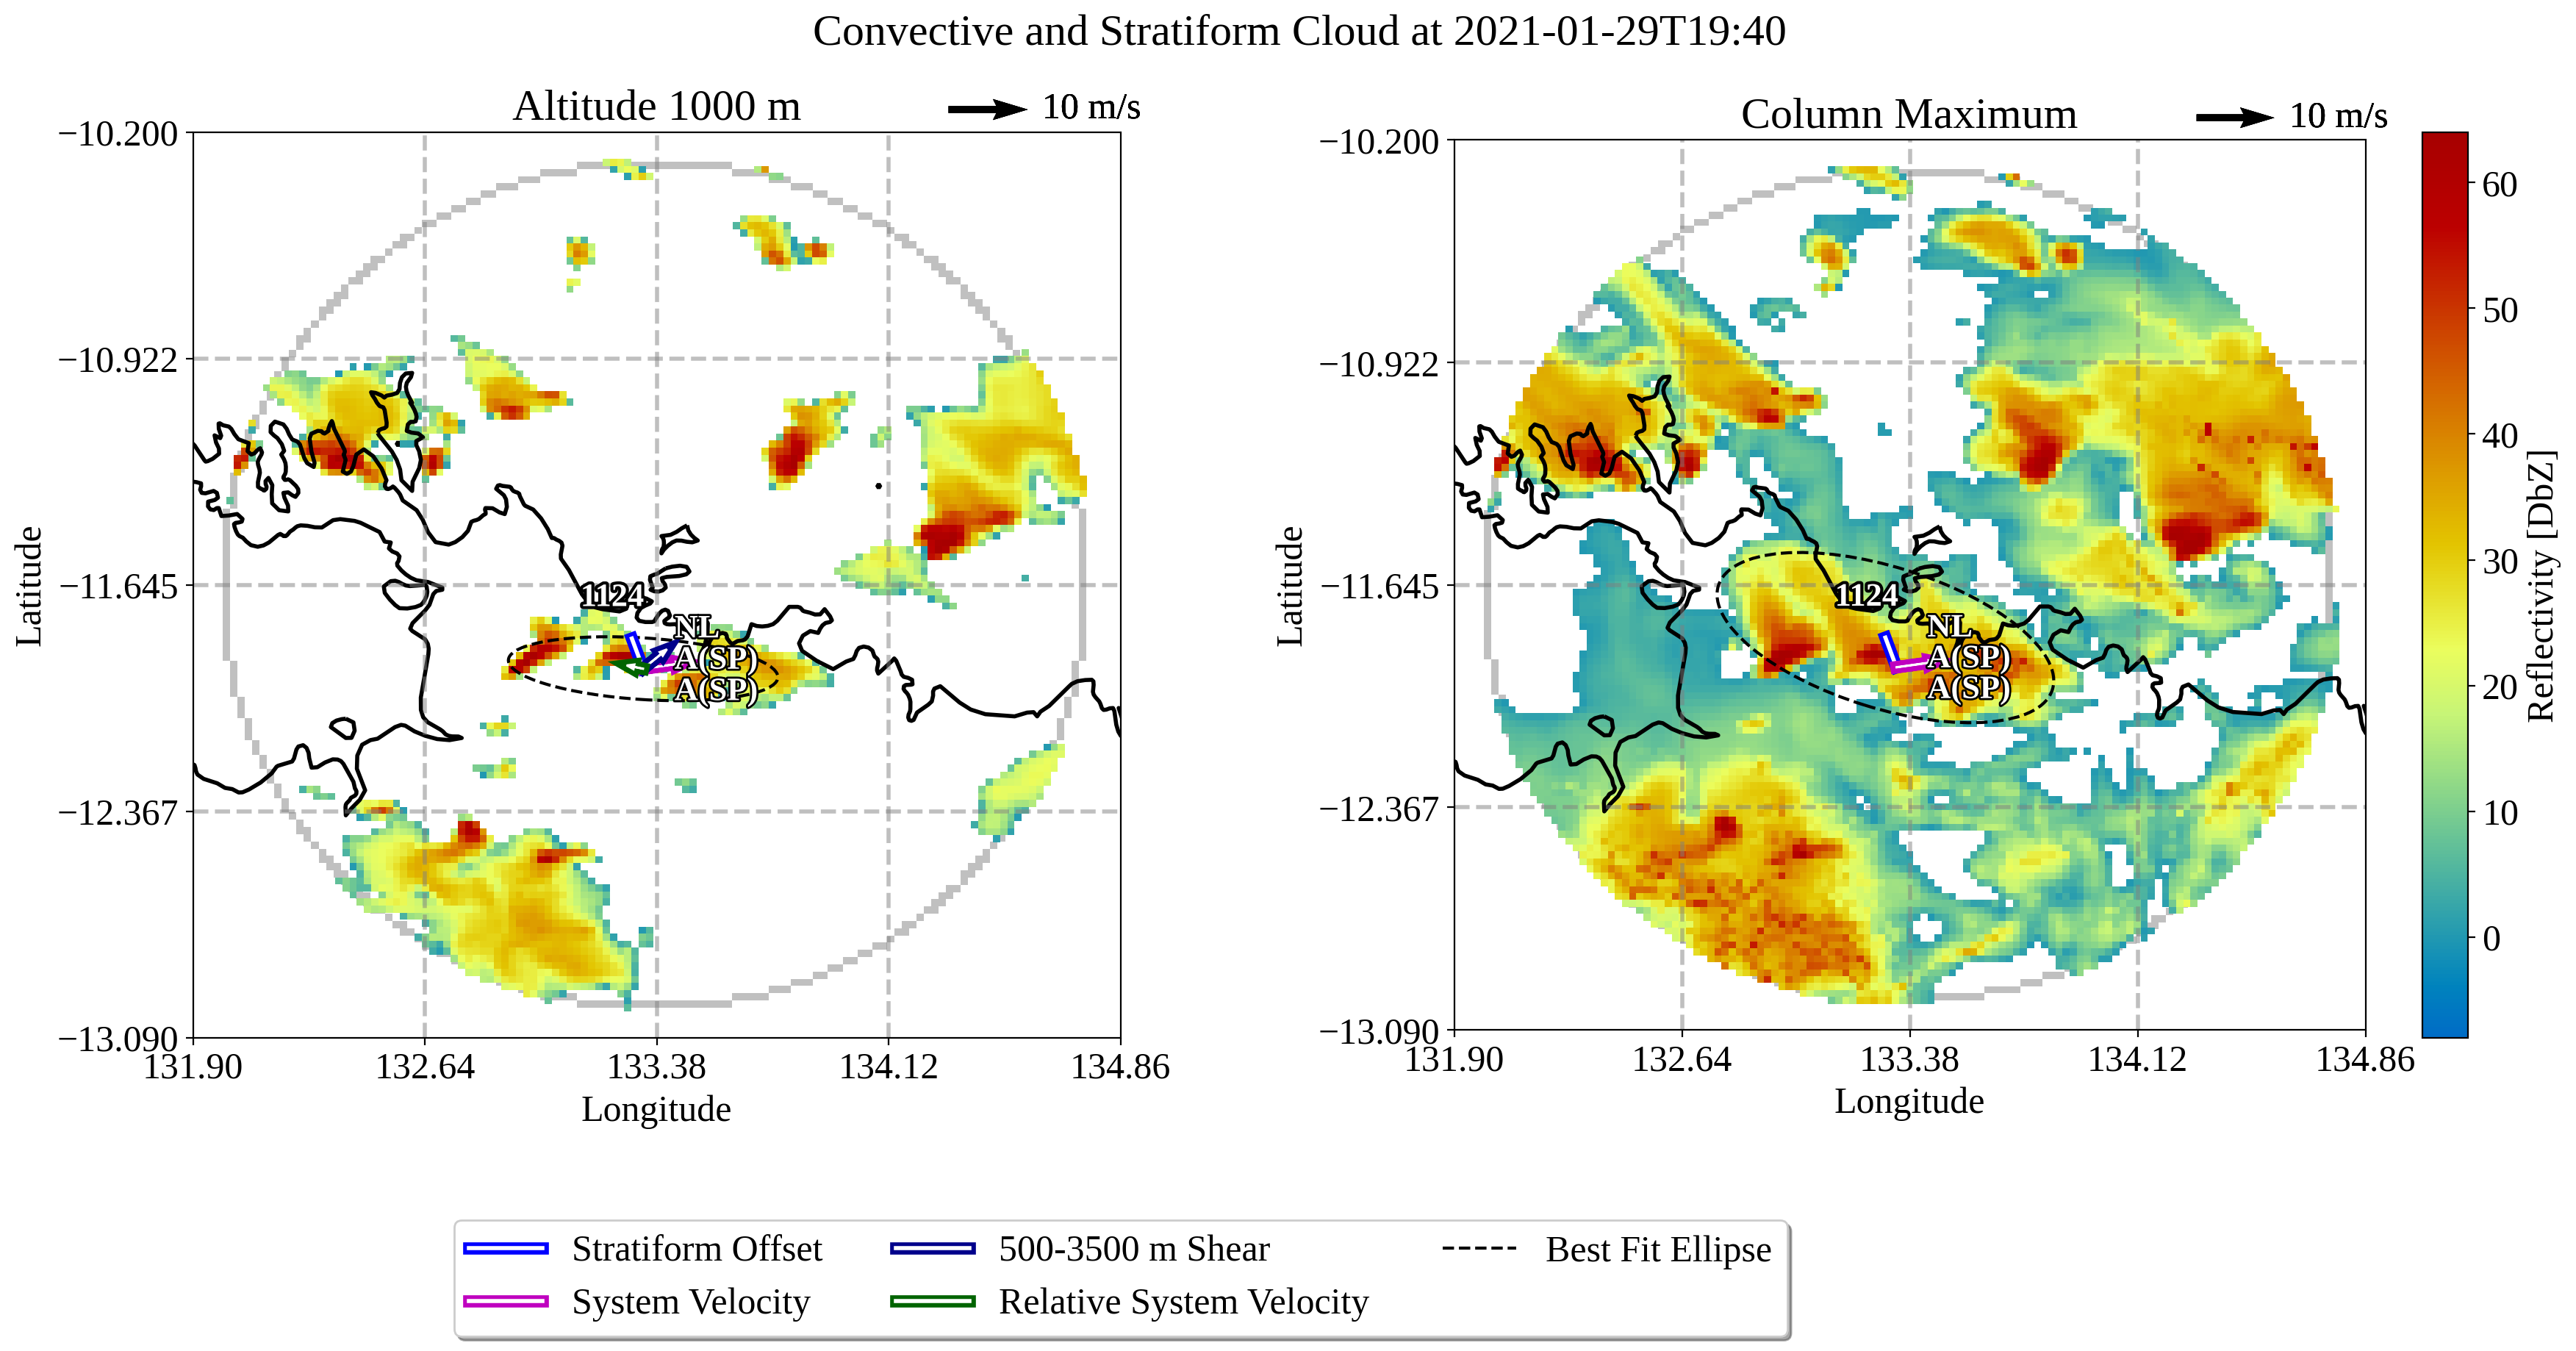 Convective and Stratiform Cloud at 2021-01-29T19:40
Altitude 1000 m
10 m/s
−10.200
−10.922
−11.645
−12.367
−13.090
Latitude
131.90
132.64
133.38
134.12
134.86
Longitude
1124
NL
A(SP)
A(SP)
Column Maximum
10 m/s
−10.200
−10.922
−11.645
−12.367
−13.090
Latitude
131.90
132.64
133.38
134.12
134.86
Longitude
1124
NL
A(SP)
A(SP)
60
50
40
30
20
10
0
Reflectivity [DbZ]
Stratiform Offset
System Velocity
500-3500 m Shear
Relative System Velocity
Best Fit Ellipse